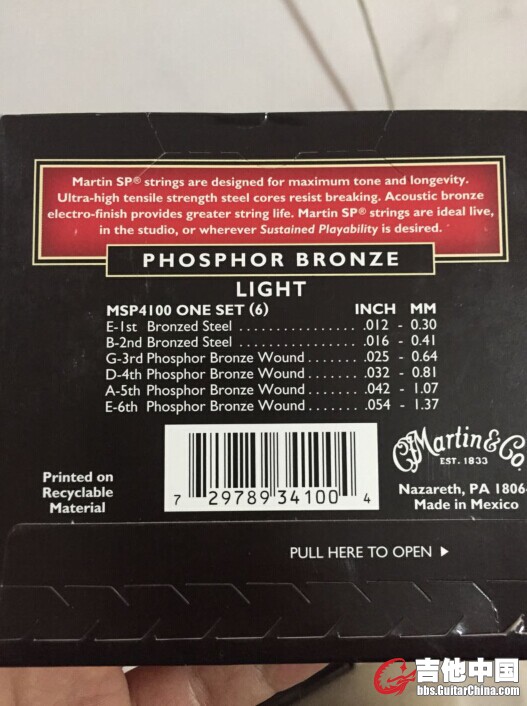 Martin SP® strings are designed for maximum tone and longevity.
Ultra-high tensile strength steel cores resist breaking. Acoustic bronze
electro-finish provides greater string life. Martin SP® strings are ideal live,
in the studio, or wherever Sustained Playability is desired.
PHOSPHOR BRONZE
LIGHT
MSP4100 ONE SET (6) INCH MM
E-1st Bronzed Steel ................ .012 - 0.30
B-2nd Bronzed Steel ................ .016 - 0.41
G-3rd Phosphor Bronze Wound ....... .025 - 0.64
D-4th Phosphor Bronze Wound ....... .032 - 0.81
A-5th Phosphor Bronze Wound ....... .042 - 1.07
E-6th Phosphor Bronze Wound ....... .054 - 1.37
7 29789 34100 4
Printed on
Recyclable
Material
CFMartin & Co.
EST. 1833
Nazareth, PA 1806
Made in Mexico
PULL HERE TO OPEN ►
吉他中国
bbs.GuitarChina.com